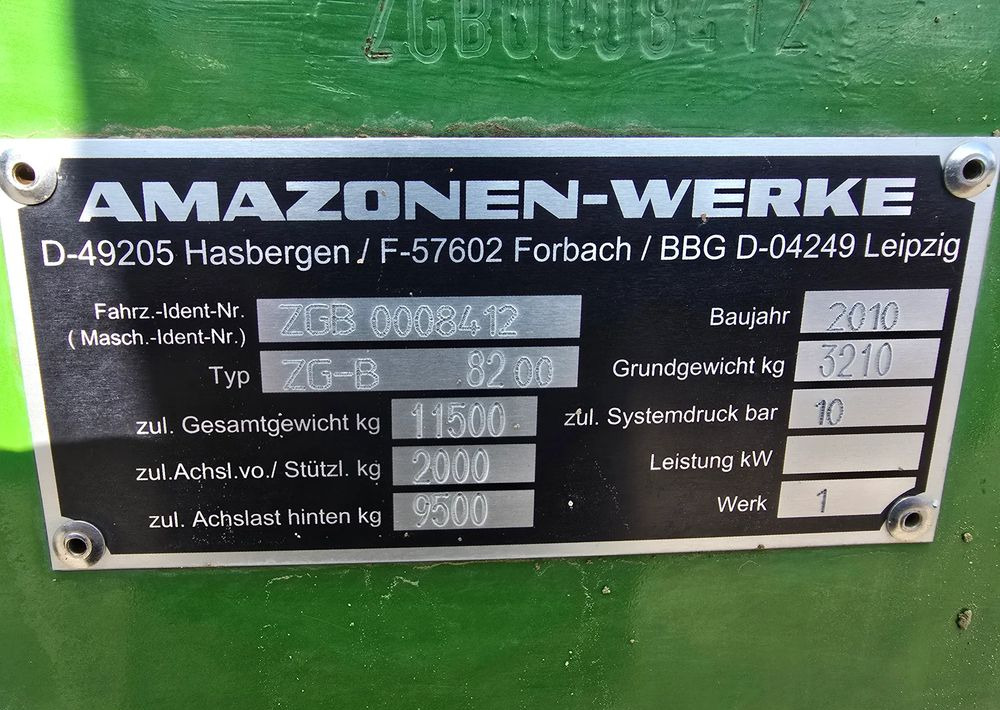 ZGB0008412
AMAZONEN-WERKE
D-49205 Hasbergen / F-57602 Forbach / BBG D-04249 Leipzig
Fahrz.-Ident-Nr.
( Masch.-Ident-Nr.) ZGB 0008412
Typ ZG-B 8200
zul. Gesamtgewicht kg 11500
zul.Achsl.vo./ Stützl. kg 2000
zul. Achslast hinten kg 9500
Baujahr 2010
Grundgewicht kg 3210
zul. Systemdruck bar 10
Leistung kW
Werk 1